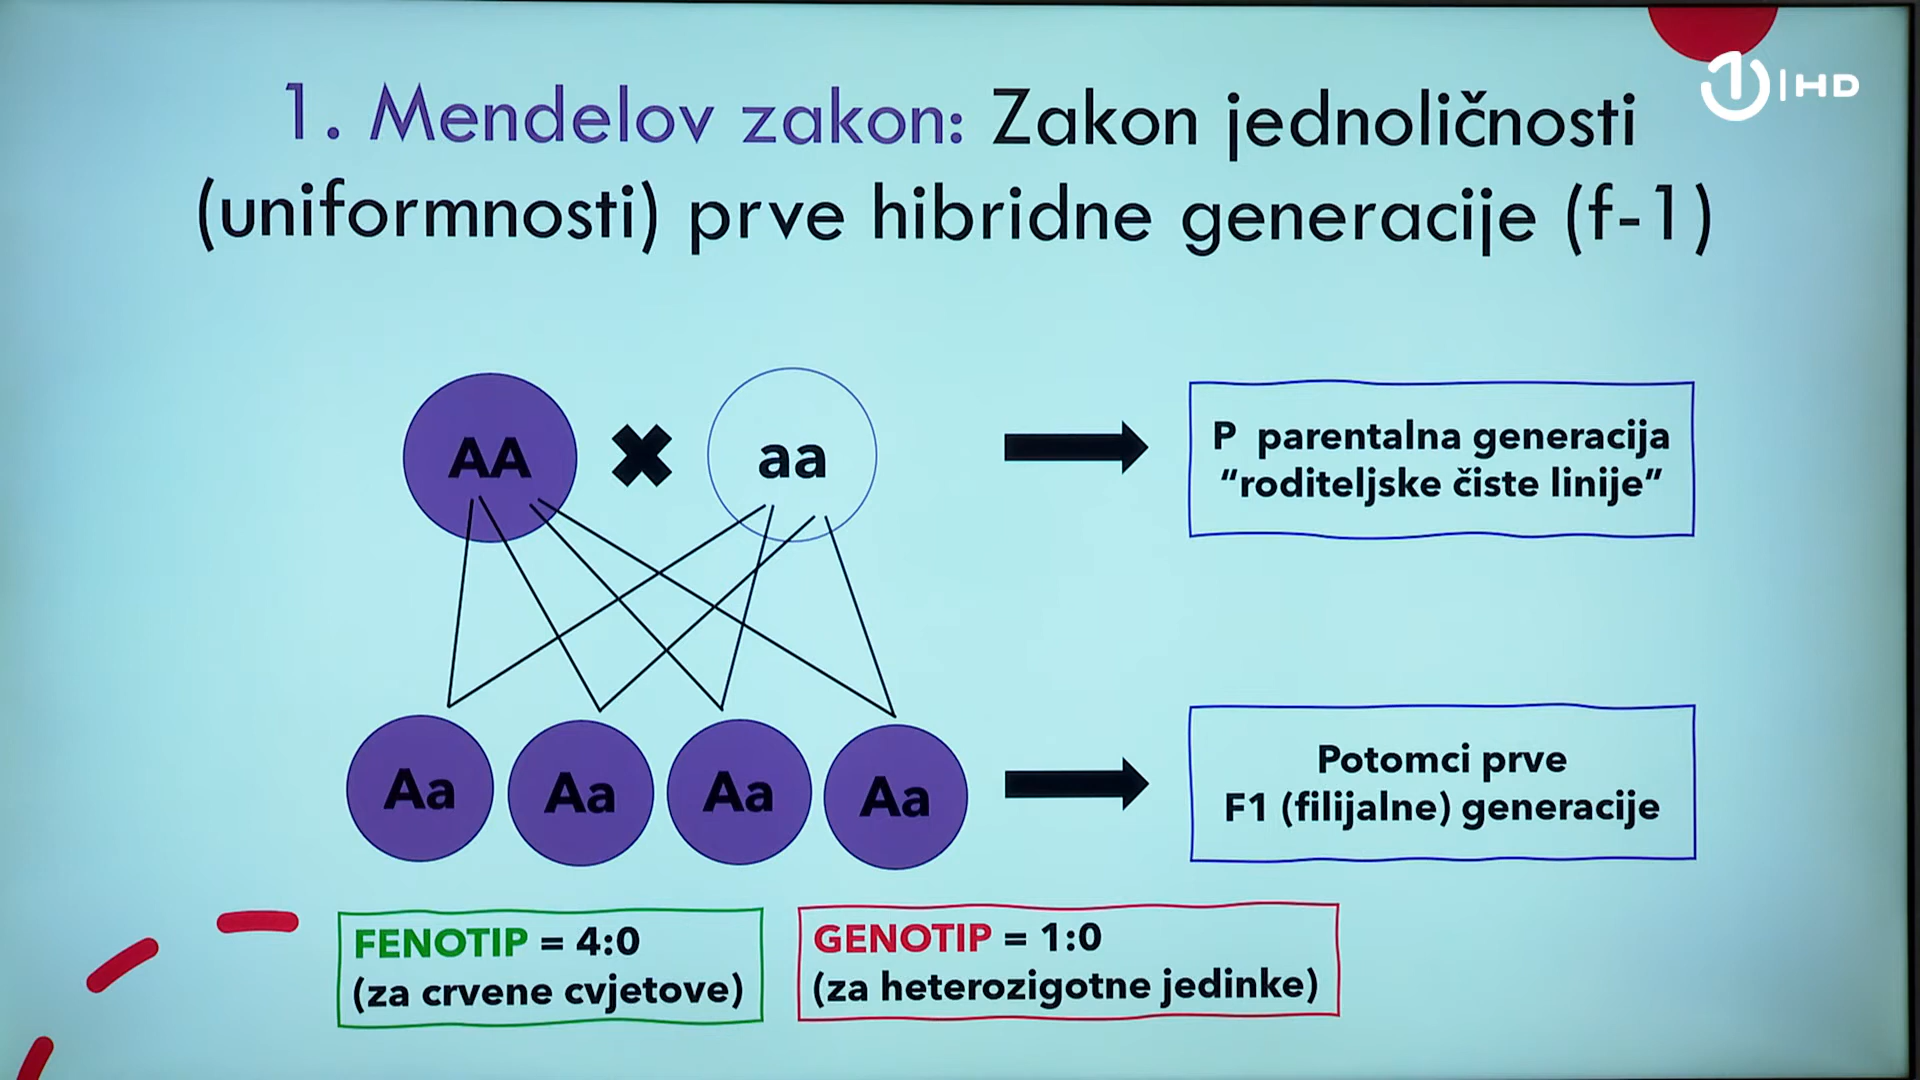 1. Mendelov zakon: Zakon jednoličnosti
(uniformnosti) prve hibridne generacije (f-1)
1|HD
AA
aa
P parentalna generacija
“roditeljske čiste linije”
Aa
Aa
Aa
Aa
Potomci prve
F1 (filijalne) generacije
FENOTIP = 4:0
(za crvene cvjetove)
GENOTIP = 1:0
(za heterozigotne jedinke)